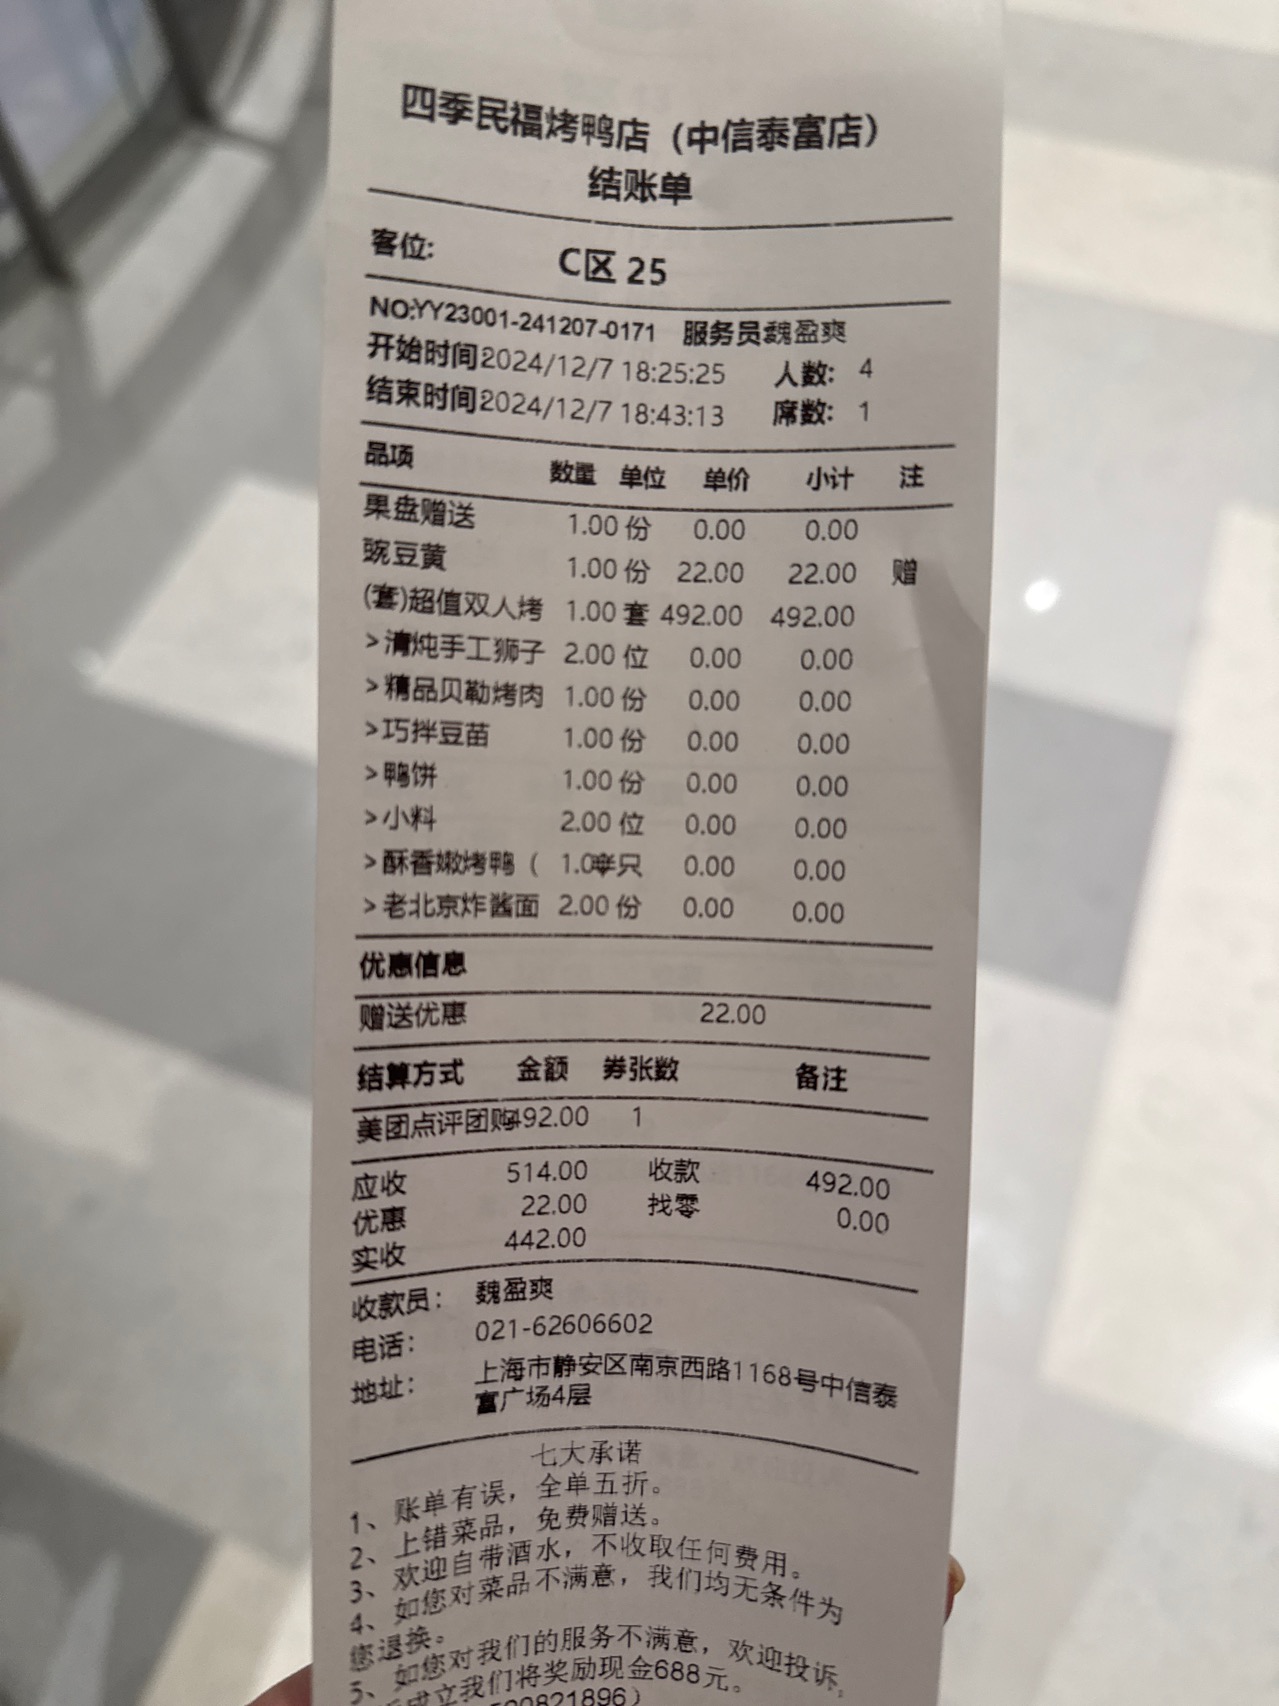 四季民福烤鸭店（中信泰富店）
结账单
客位: C区 25
NO:YY23001-241207-0171 服务员:魏盈爽
开始时间2024/12/7 18:25:25 人数: 4
结束时间2024/12/7 18:43:13 席数: 1
品项 数量 单位 单价 小计 注
果盘赠送 1.00 份 0.00 0.00
豌豆黄 1.00 份 22.00 22.00 赠
(套)超值双人烤 1.00 套 492.00 492.00
>清炖手工狮子 2.00 位 0.00 0.00
>精品贝勒烤肉 1.00 份 0.00 0.00
>巧拌豆苗 1.00 份 0.00 0.00
>鸭饼 1.00 份 0.00 0.00
>小料 2.00 位 0.00 0.00
>酥香嫩烤鸭（ 1.0半只 0.00 0.00
>老北京炸酱面 2.00 份 0.00 0.00
优惠信息
赠送优惠 22.00
结算方式 金额 券张数 备注
美团点评团购492.00 1
应收 514.00 收款 492.00
优惠 22.00 找零 0.00
实收 442.00
收款员: 魏盈爽
电话: 021-62606602
地址: 上海市静安区南京西路1168号中信泰
富广场4层
七大承诺
1、账单有误，全单五折。
2、上错菜品，免费赠送。
3、欢迎自带酒水，不收取任何费用。
4、如您对菜品不满意，我们均无条件为
您退换。
5、如您对我们的服务不满意，欢迎投诉,
成立我们将奖励现金688元。
00821896）